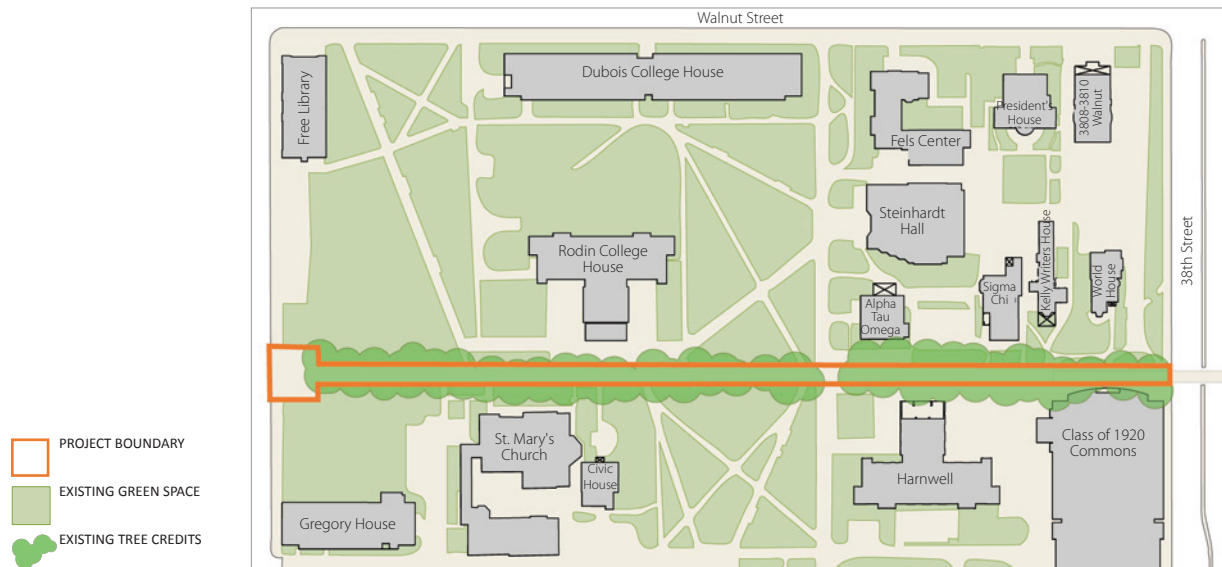 Walnut Street
Free Library
Dubois College House
Fels Center
President's
House
3808-3810
Walnut
Steinhardt
Hall
Rodin College
House
Alpha
Tau
Omega
Sigma
Chi
Kelly Writers House
World
House
38th Street
St. Mary's
Church
Civic
House
Harnwell
Class of 1920
Commons
Gregory House
PROJECT BOUNDARY
EXISTING GREEN SPACE
EXISTING TREE CREDITS